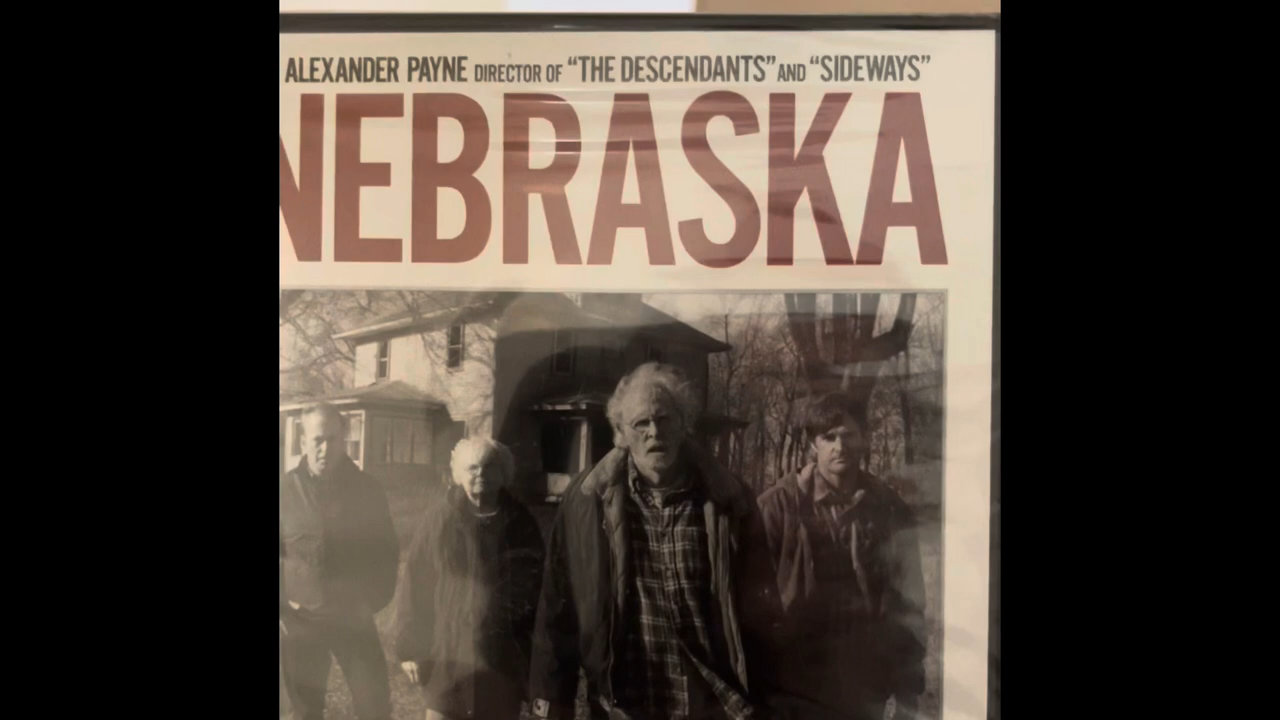 ALEXANDER PAYNE DIRECTOR OF “THE DESCENDANTS” AND “SIDEWAYS”
NEBRASKA